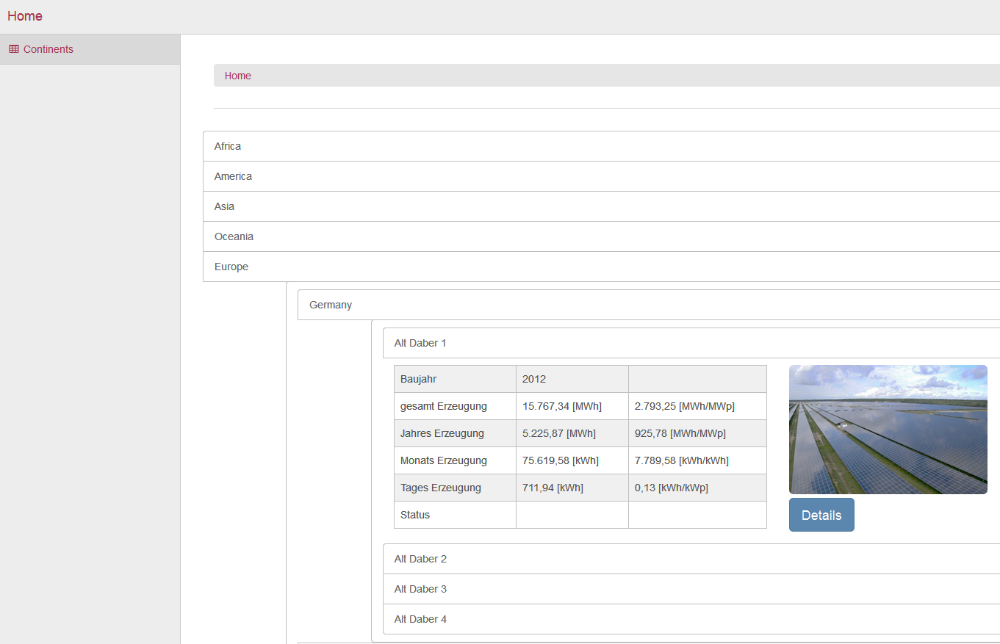 Home
Continents
Home
Africa
America
Asia
Oceania
Europe
Germany
Alt Daber 1
Baujahr 2012
gesamt Erzeugung 15.767,34 [MWh] 2.793,25 [MWh/MWp]
Jahres Erzeugung 5.225,87 [MWh] 925,78 [MWh/MWp]
Monats Erzeugung 75.619,58 [kWh] 7.789,58 [kWh/kWh]
Tages Erzeugung 711,94 [kWh] 0,13 [kWh/kWp]
Status
Details
Alt Daber 2
Alt Daber 3
Alt Daber 4